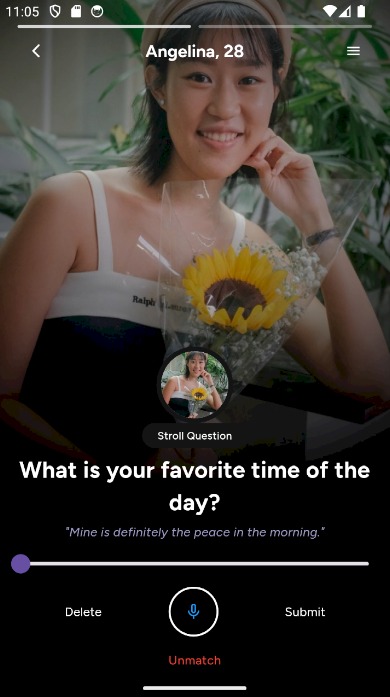 11:05
Angelina, 28
Ralph Lauren
Stroll Question
What is your favorite time of the
day?
"Mine is definitely the peace in the morning."
Delete
Submit
Unmatch